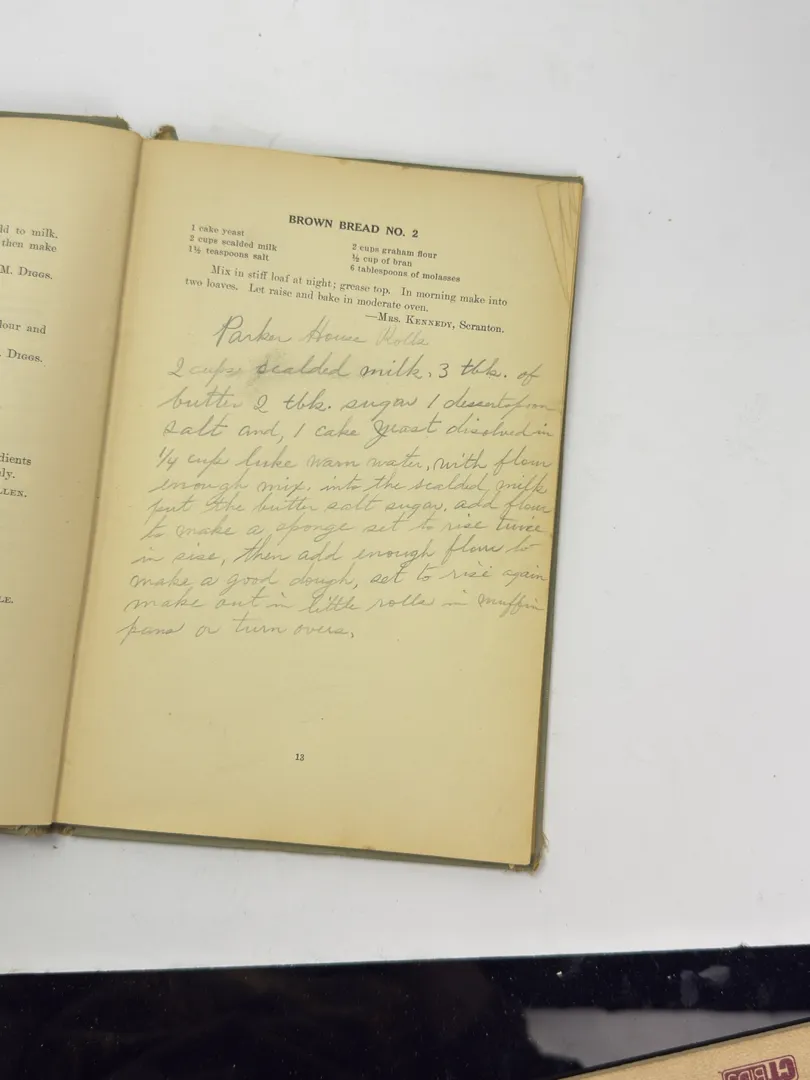 ld to milk.
then make
M. DIGGS.
lour and
. DIGGS.
dients
ly.
LLEN.
LE.
BROWN BREAD NO. 2
1 cake yeast
2 cups scalded milk
1½ teaspoons salt
2 cups graham flour
½ cup of bran
6 tablespoons of molasses
Mix in stiff loaf at night; grease top. In morning make into
two loaves. Let raise and bake in moderate oven.
—MRS. KENNEDY, Scranton.
Parker House Rolls
2 cups scalded milk, 3 tbk. of
butter 2 tbk. sugar 1 dessertspoon
salt and, 1 cake yeast disolved in
¼ cup luke warm water, with flour
enough mix. into the scalded milk
put the butter salt sugar. add flour
to make a sponge set to rise twice
in sise, then add enough flour to
make a good dough, set to rise again
make out in little rolls in muffin
pans or turn overs.
13